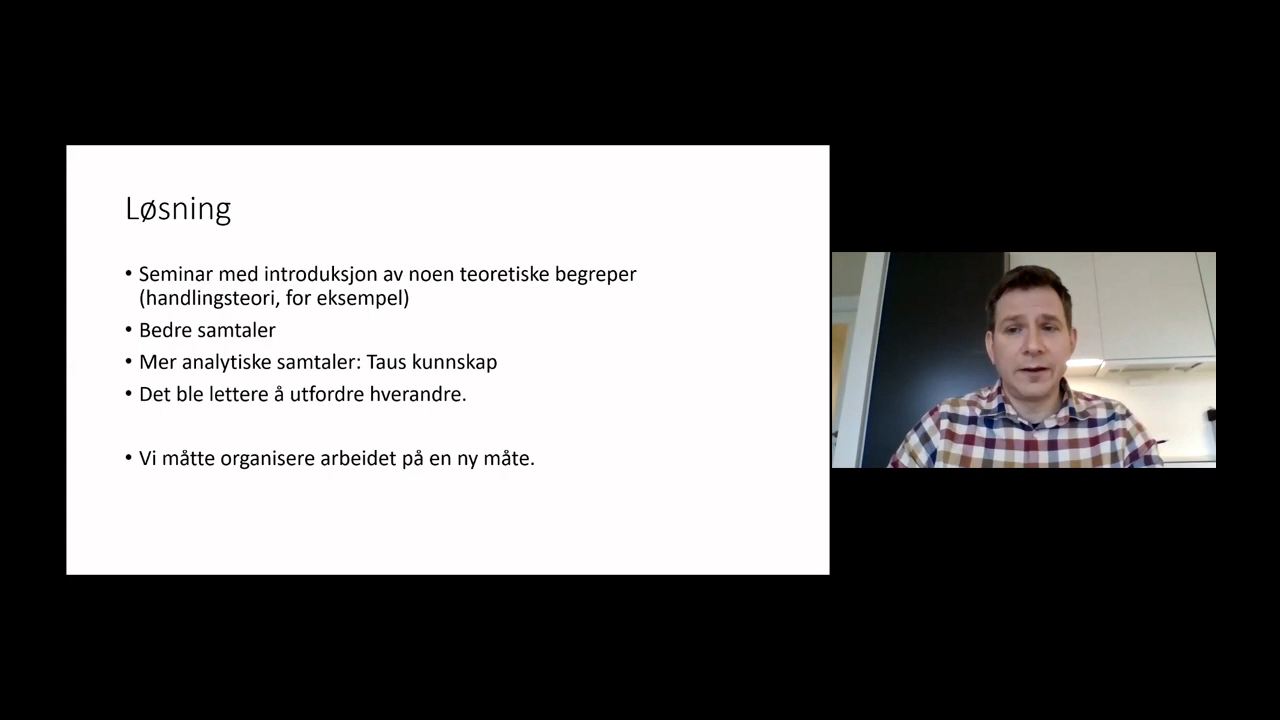 Løsning
• Seminar med introduksjon av noen teoretiske begreper
(handlingsteori, for eksempel)
• Bedre samtaler
• Mer analytiske samtaler: Taus kunnskap
• Det ble lettere å utfordre hverandre.
• Vi måtte organisere arbeidet på en ny måte.